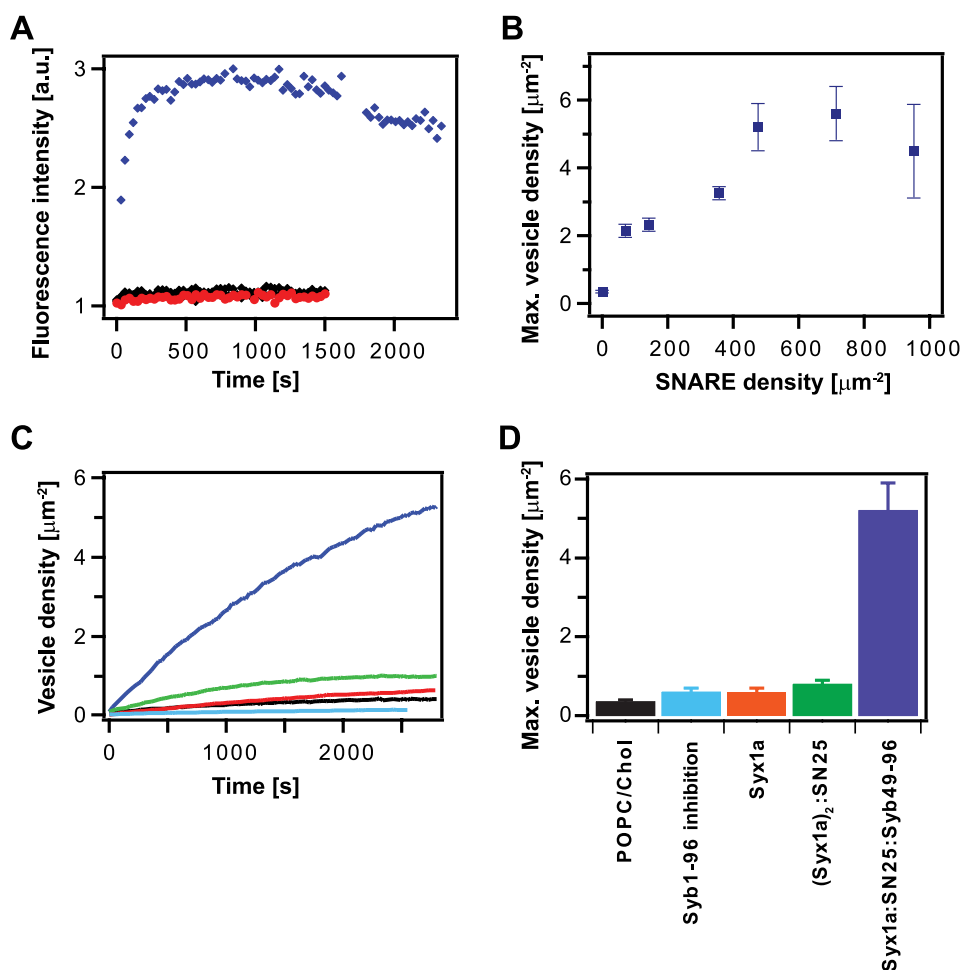 A
Fluorescence intensity [a.u.]
3
2
1
0 500 1000 1500 2000
Time [s]
B
Max. vesicle density [μm-2]
6
4
2
0
0 200 400 600 800 1000
SNARE density [μm-2]
C
Vesicle density [μm-2]
6
4
2
0
0 1000 2000
Time [s]
D
Max. vesicle density [μm-2]
6
4
2
0
POPC/Chol
Syb1-96 inhibition
Syx1a
(Syx1a)2:SN25
Syx1a:SN25:Syb49-96